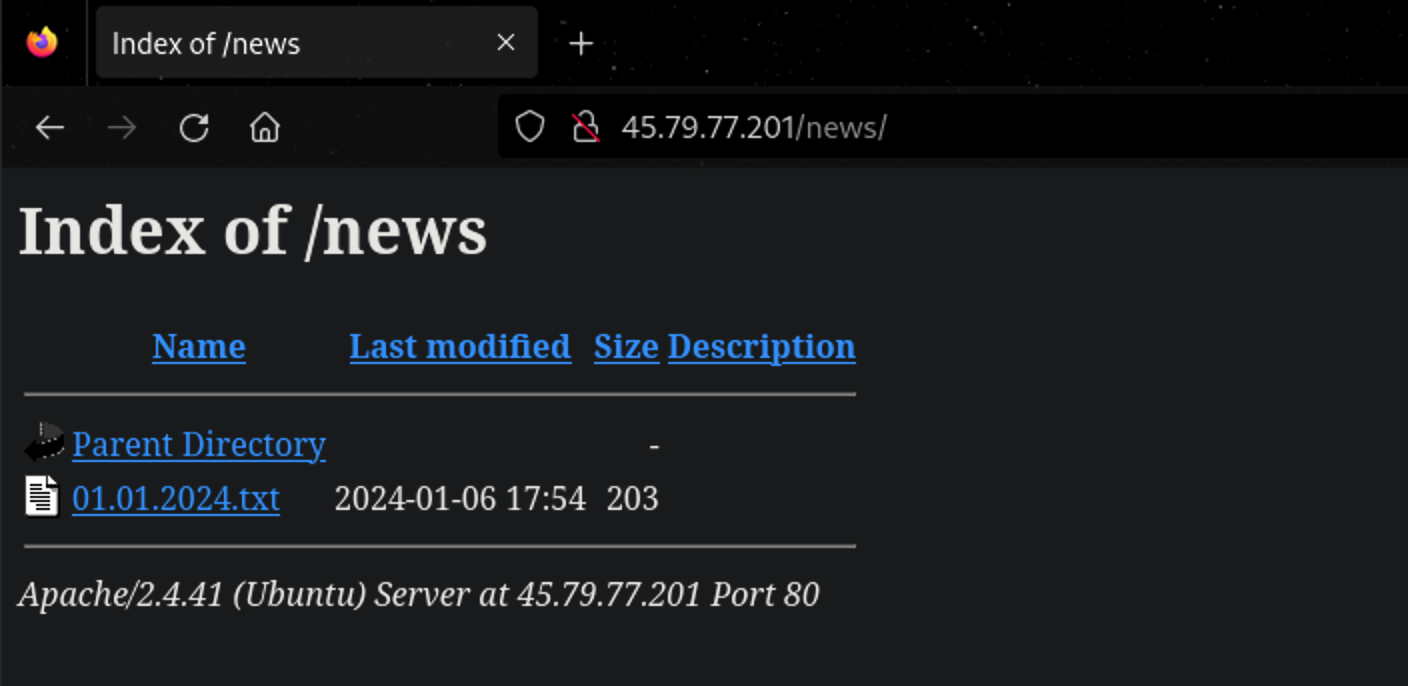 Index of /news
45.79.77.201/news/
Index of /news
Name Last modified Size Description
Parent Directory -
01.01.2024.txt 2024-01-06 17:54 203
Apache/2.4.41 (Ubuntu) Server at 45.79.77.201 Port 80